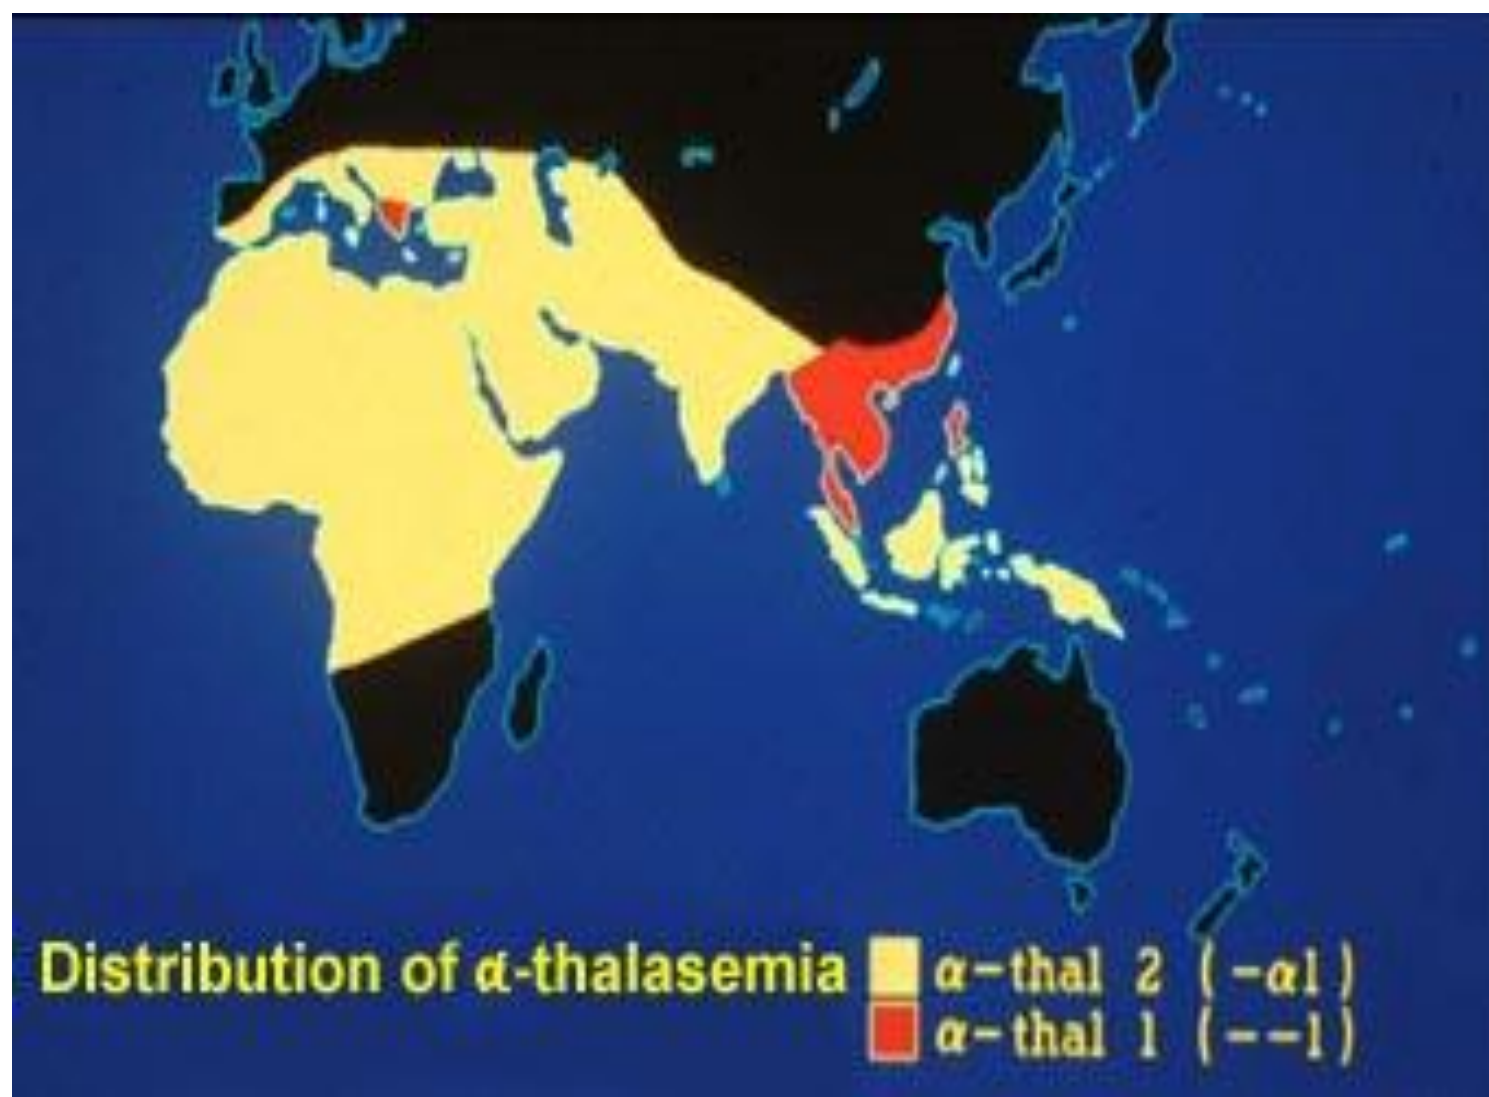 Distribution of α-thalasemia
α-thal 2 (-α1)
α-thal 1 (--1)